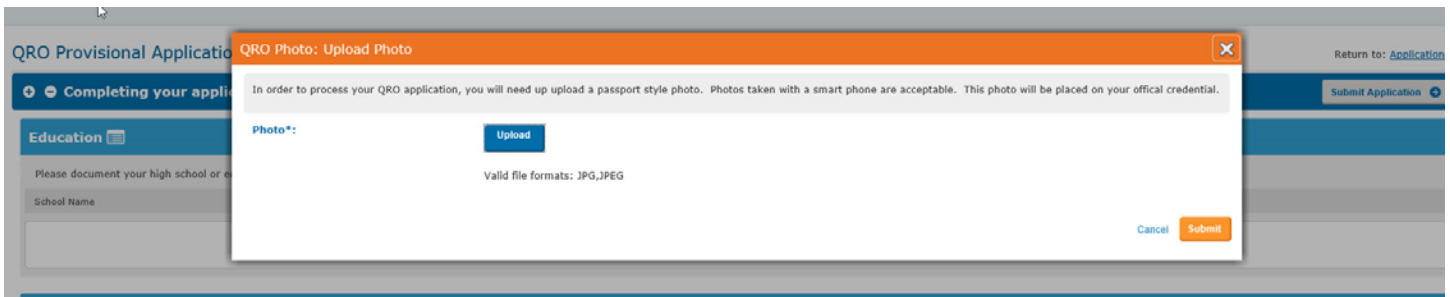 QRO Provisional Applicatio
QRO Photo: Upload Photo
Return to: Application
Completing your appli
In order to process your QRO application, you will need up upload a passport style photo. Photos taken with a smart phone are acceptable. This photo will be placed on your offical credential.
Submit Application
Education
Photo*:
Upload
Please document your high school or e
Valid file formats: JPG,JPEG
School Name
Cancel
Submit